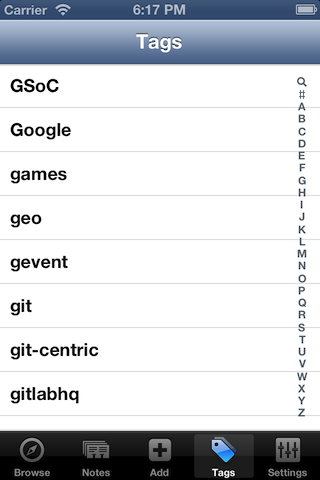 Carrier 6:17 PM
Tags
GSoC
Google
games
geo
gevent
git
git-centric
gitlabhq
#
A
B
C
D
E
F
G
H
I
J
K
L
M
N
O
P
Q
R
S
T
U
V
W
X
Y
Z
Browse Notes Add Tags Settings